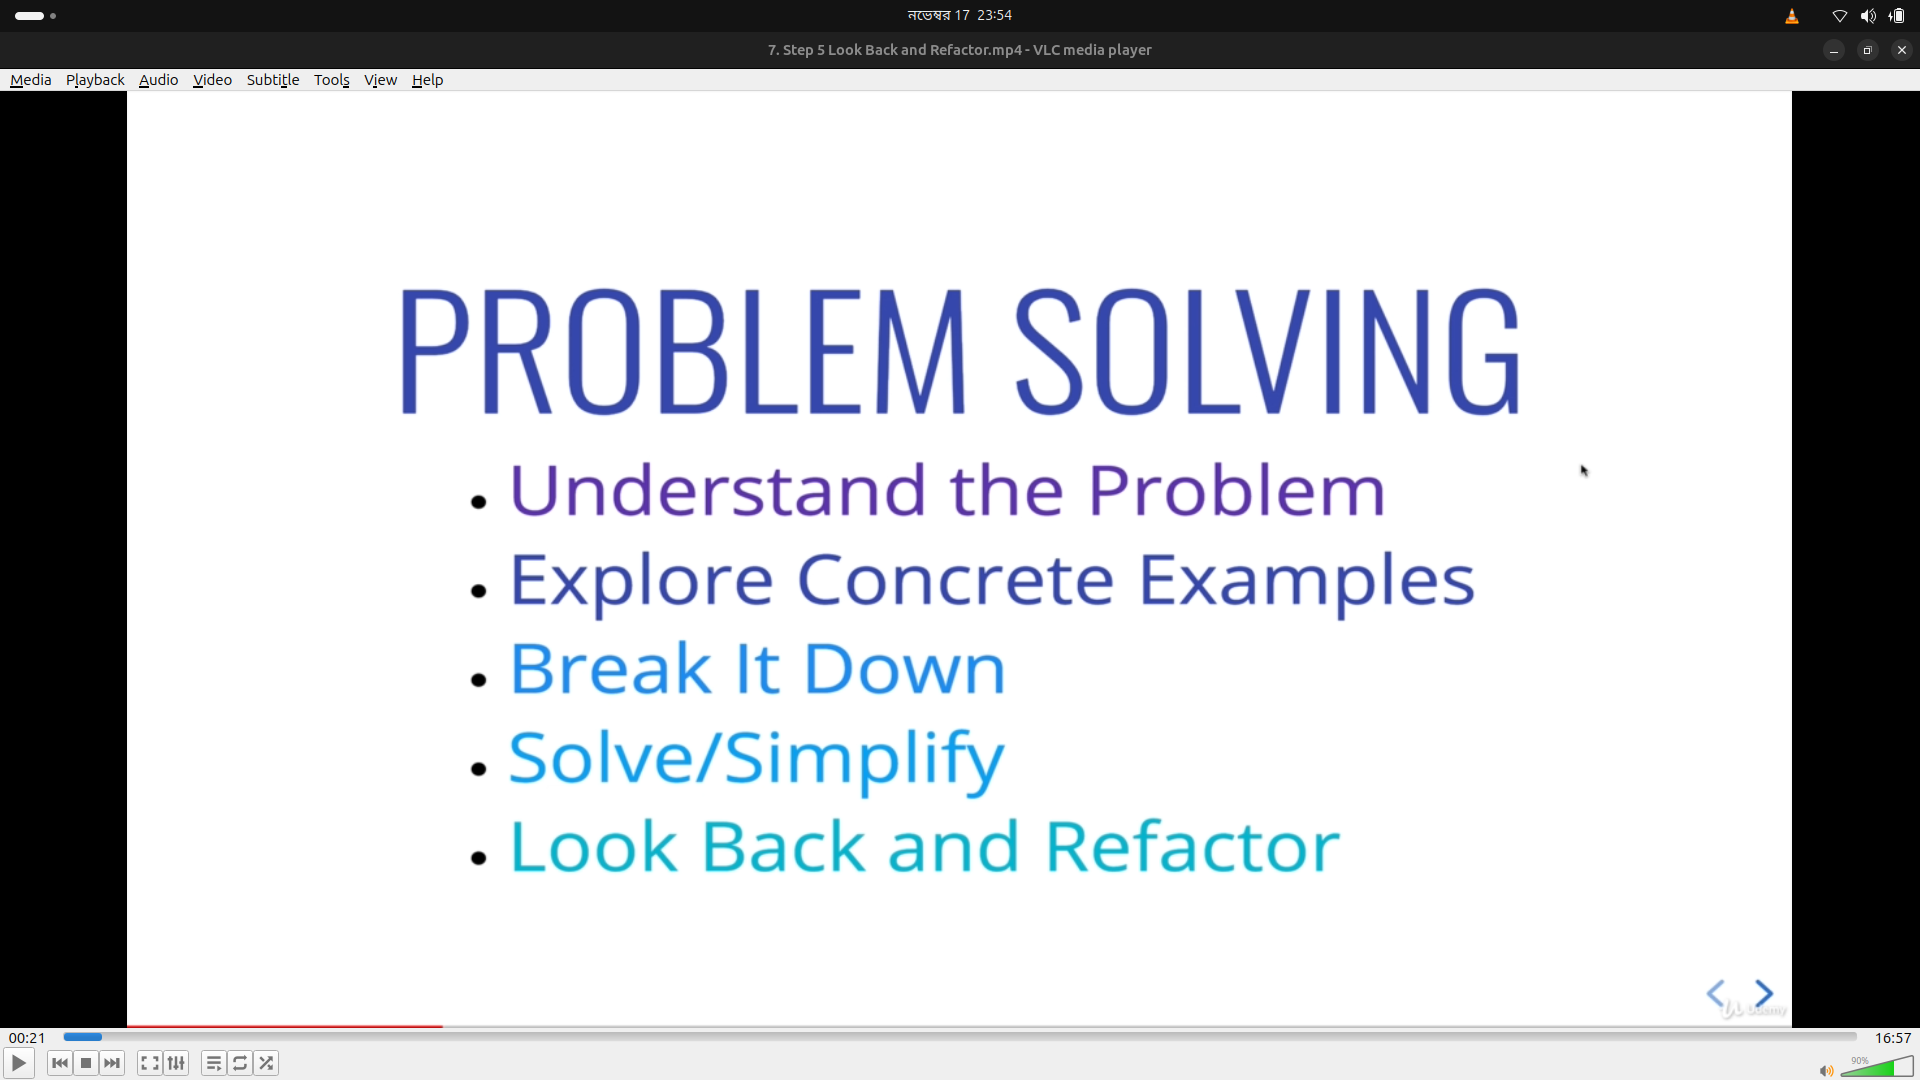 নভেম্বর 17 23:54
7. Step 5 Look Back and Refactor.mp4 - VLC media player
Media Playback Audio Video Subtitle Tools View Help
PROBLEM SOLVING
• Understand the Problem
• Explore Concrete Examples
• Break It Down
• Solve/Simplify
• Look Back and Refactor
Udemy
00:21 16:57
90%